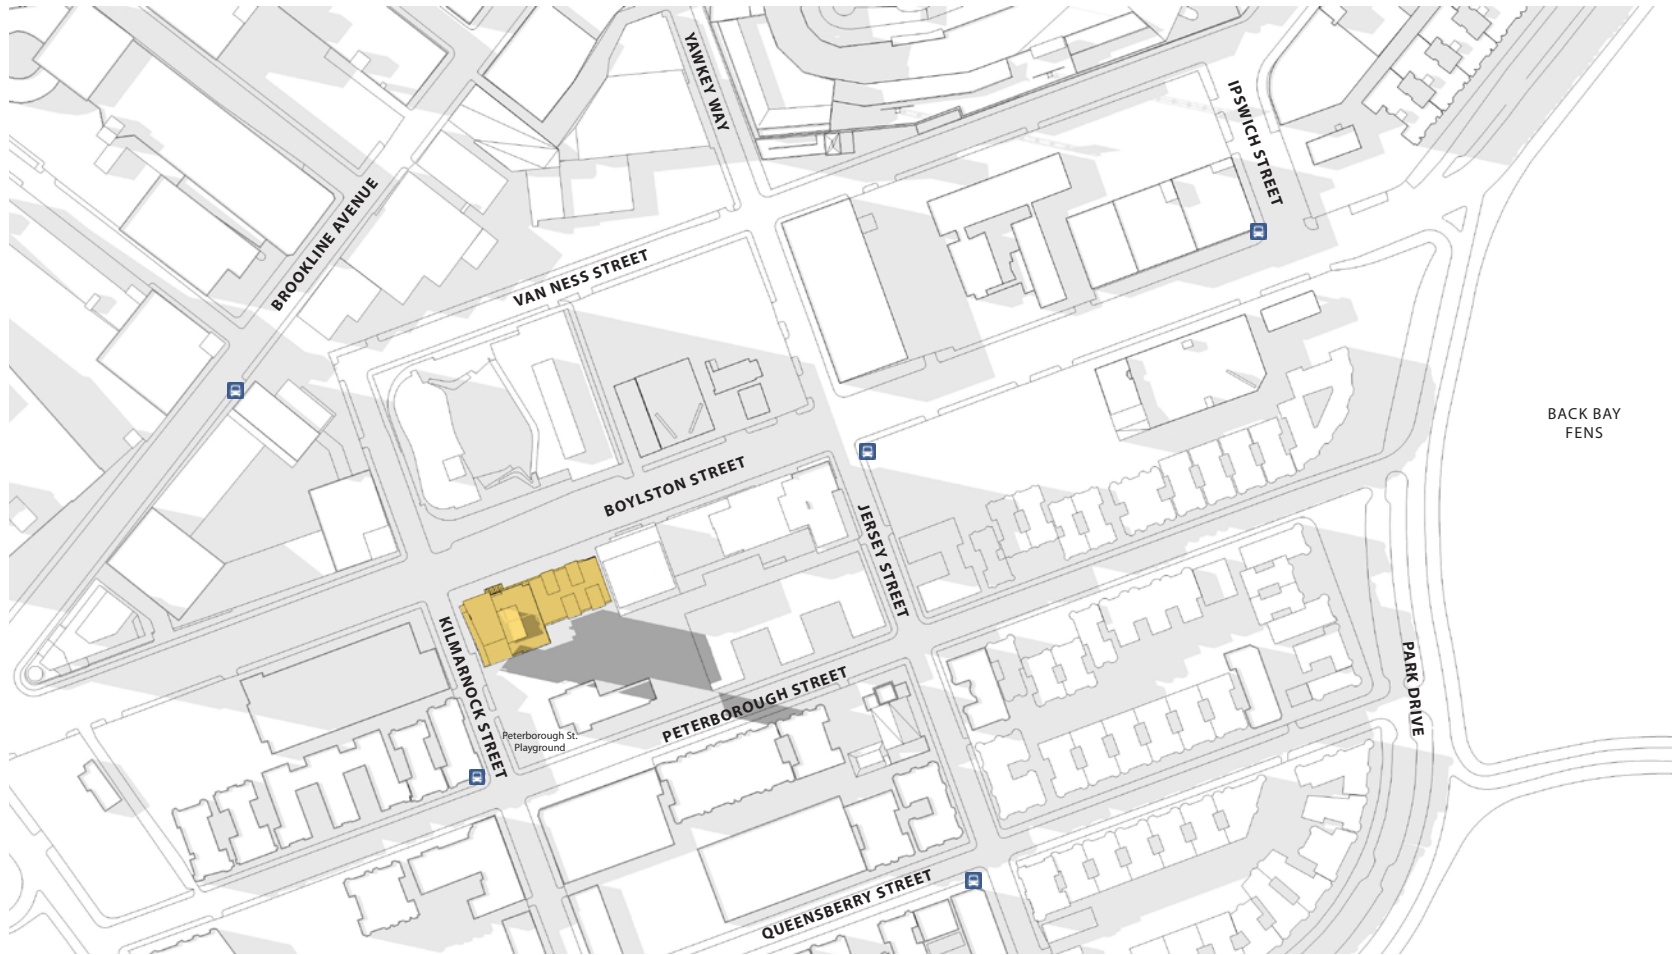 YAWKEY WAY
IPSWICH STREET
BROOKLINE AVENUE
VAN NESS STREET
BACK BAY
FENS
BOYLSTON STREET
JERSEY STREET
KILMARNOCK STREET
PARK DRIVE
PETERBOROUGH STREET
Peterborough St.
Playground
QUEENSBERRY STREET